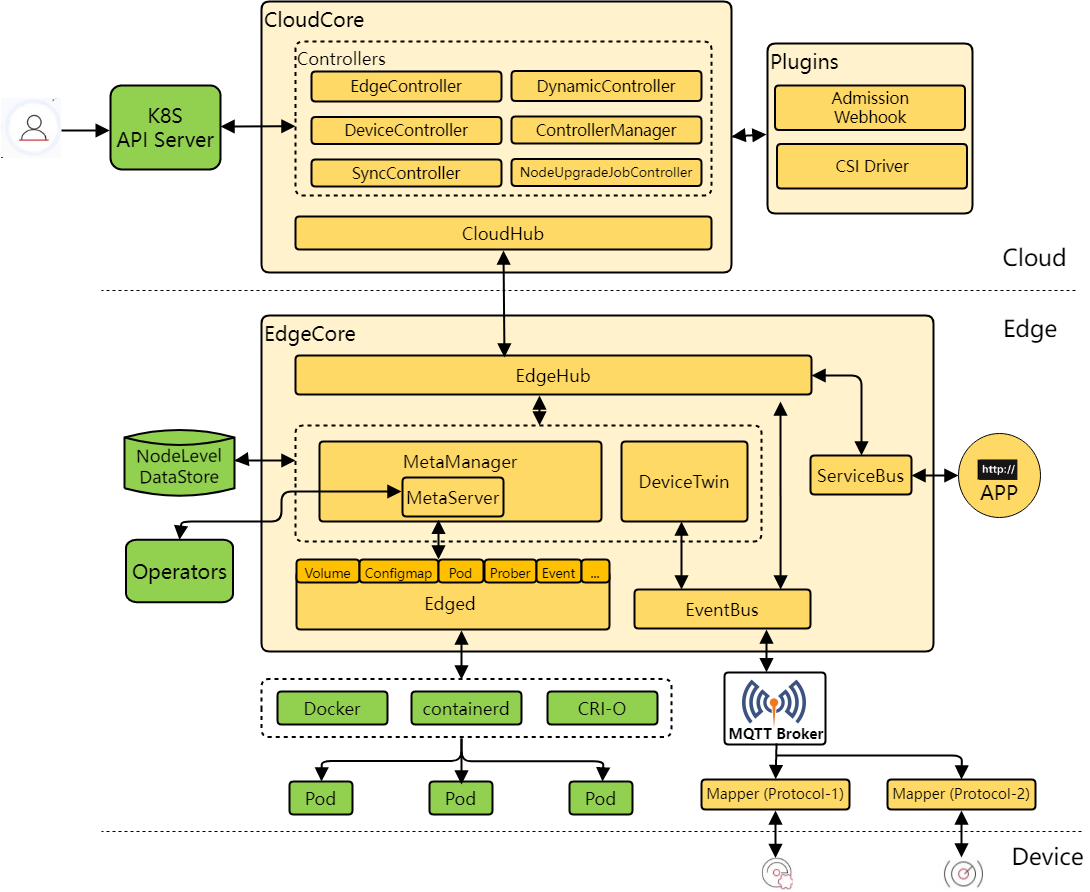 CloudCore
Controllers
EdgeController
DynamicController
DeviceController
ControllerManager
SyncController
NodeUpgradeJobController
CloudHub
K8S
API Server
Plugins
Admission
Webhook
CSI Driver
Cloud
Edge
EdgeCore
EdgeHub
NodeLevel
DataStore
MetaManager
MetaServer
DeviceTwin
ServiceBus
http://
APP
Operators
Volume
Configmap
Pod
Prober
Event
...
Edged
EventBus
Docker
containerd
CRI-O
MQTT Broker
Pod
Pod
Pod
Mapper (Protocol-1)
Mapper (Protocol-2)
Device